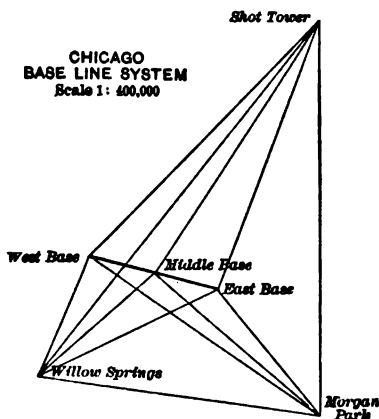 Shot Tower
CHICAGO
BASE LINE SYSTEM
Scale 1: 400,000
West Base
Middle Base
East Base
Willow Springs
Morgan
Park